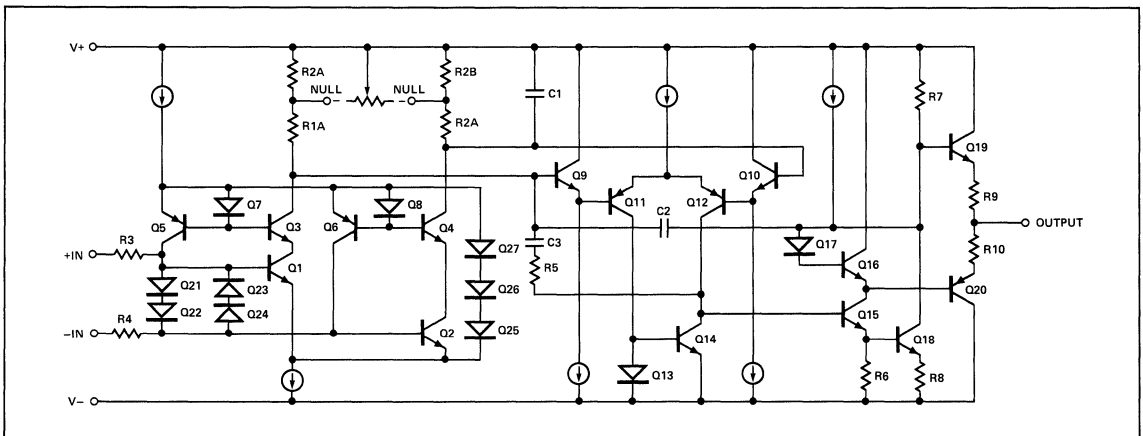 V+
R2A
R2B
NULL
NULL
C1
R7
R1A
R2A
Q19
Q9
Q10
Q7
Q8
Q11
Q12
R9
Q5
Q3
Q6
Q4
C2
OUTPUT
R3
Q27
C3
Q17
Q16
R10
+IN
Q1
R5
Q20
Q21
Q23
Q26
Q22
Q24
Q15
R4
Q25
Q14
Q18
-IN
Q2
Q13
R6
R8
V-